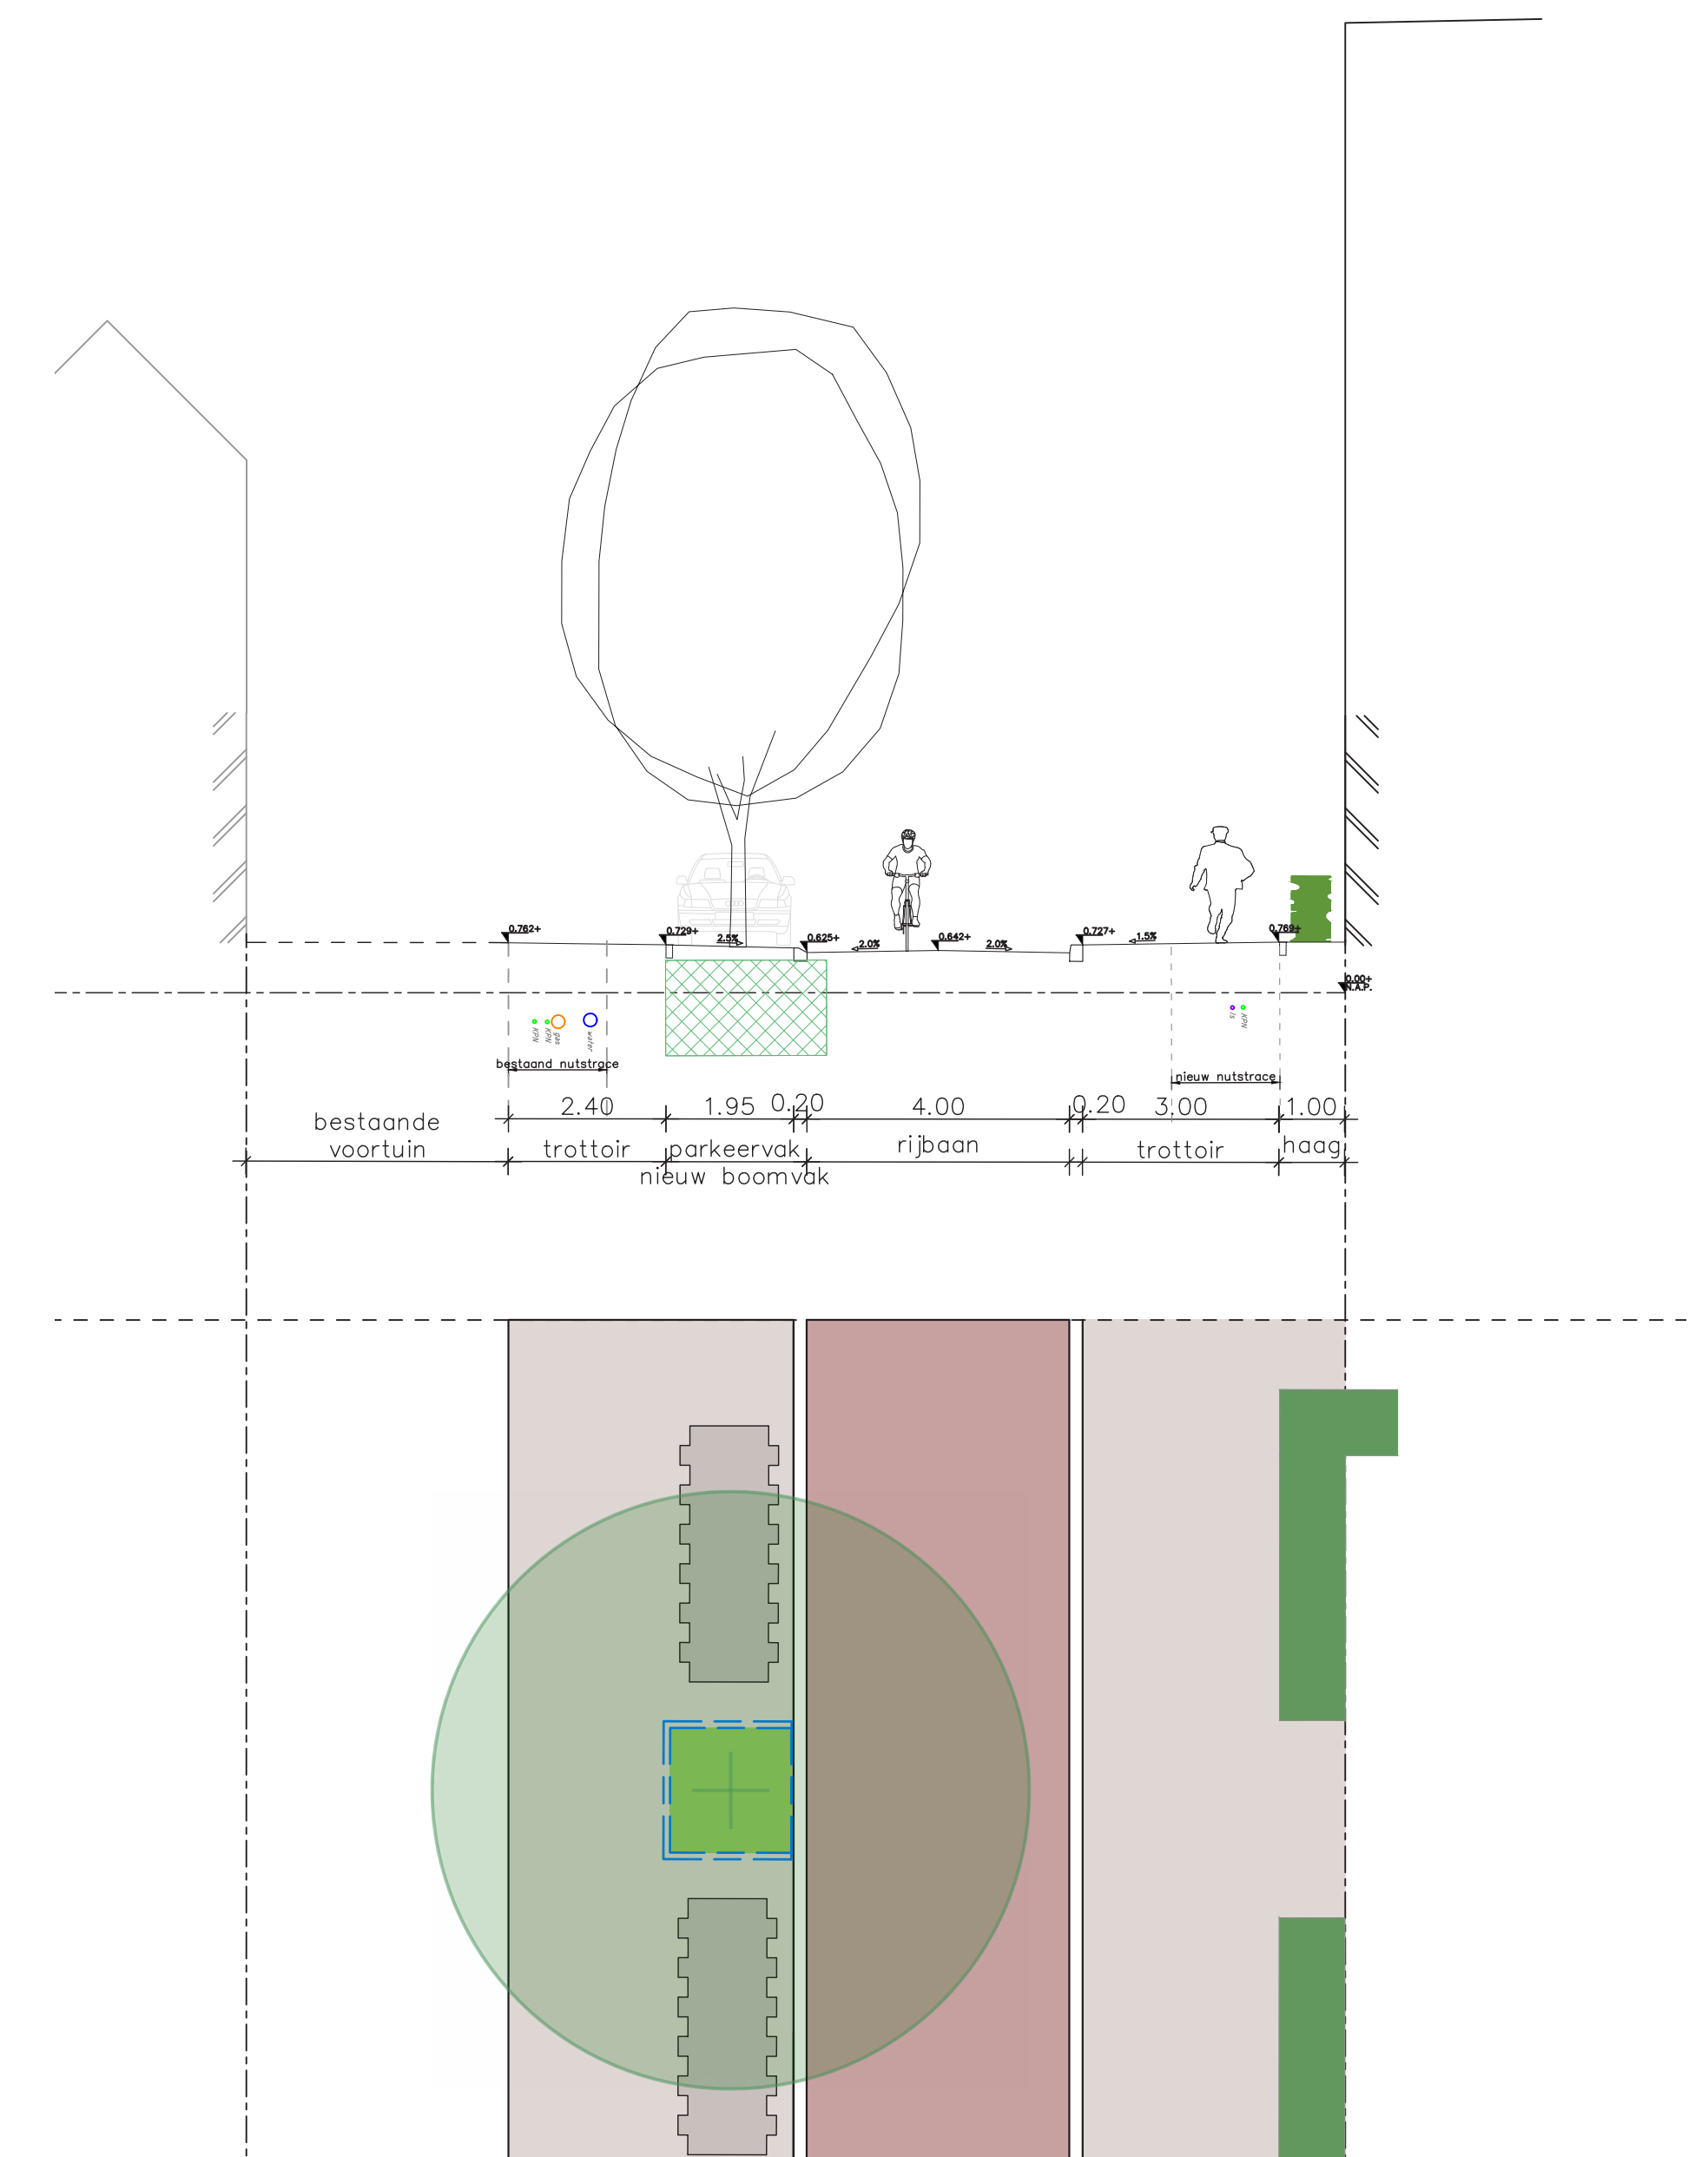 0.762+
0.729+
2.5%
0.625+
2.0%
0.642+
2.0%
0.727+
1.5%
0.769+
0.00+
N.A.P.
KPN
KPN
gas
water
ls
KPN
bestaand nutstrace
nieuw nutstrace
2.40
1.95
0.20
4.00
0.20
3.00
1.00
bestaande
voortuin
trottoir
parkeervak
nieuw boomvak
rijbaan
trottoir
haag